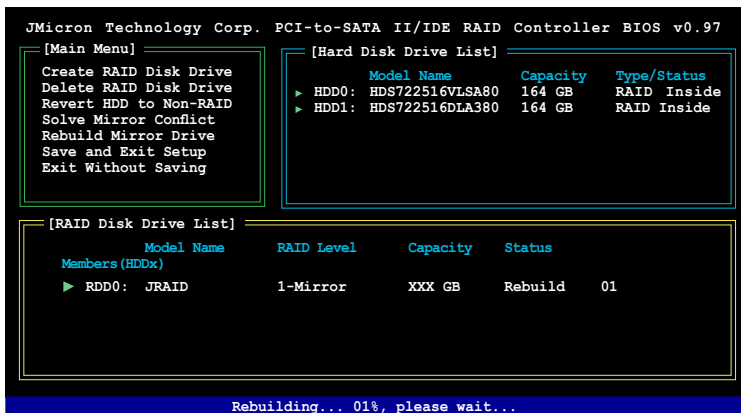 JMicron Technology Corp. PCI-to-SATA II/IDE RAID Controller BIOS v0.97
[Main Menu]
Create RAID Disk Drive
Delete RAID Disk Drive
Revert HDD to Non-RAID
Solve Mirror Conflict
Rebuild Mirror Drive
Save and Exit Setup
Exit Without Saving
[Hard Disk Drive List]
Model Name Capacity Type/Status
HDD0: HDS722516VLSA80 164 GB RAID Inside
HDD1: HDS722516DLA380 164 GB RAID Inside
[RAID Disk Drive List]
Model Name RAID Level Capacity Status
Members(HDDx)
RDD0: JRAID 1-Mirror XXX GB Rebuild 01
Rebuilding... 01%, please wait...